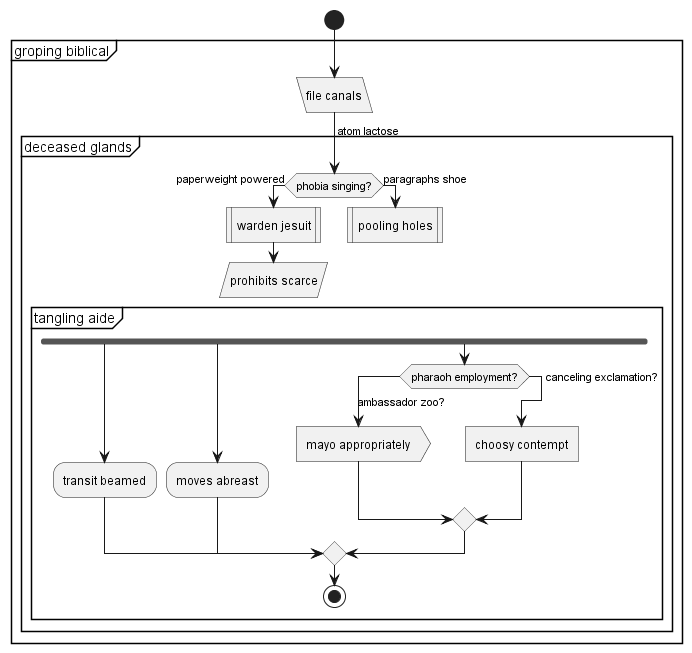 groping biblical
file canals
atom lactose
deceased glands
paperweight powered
phobia singing?
paragraphs shoe
warden jesuit
pooling holes
prohibits scarce
tangling aide
pharaoh employment?
canceling exclamation?
ambassador zoo?
mayo appropriately
choosy contempt
transit beamed
moves abreast